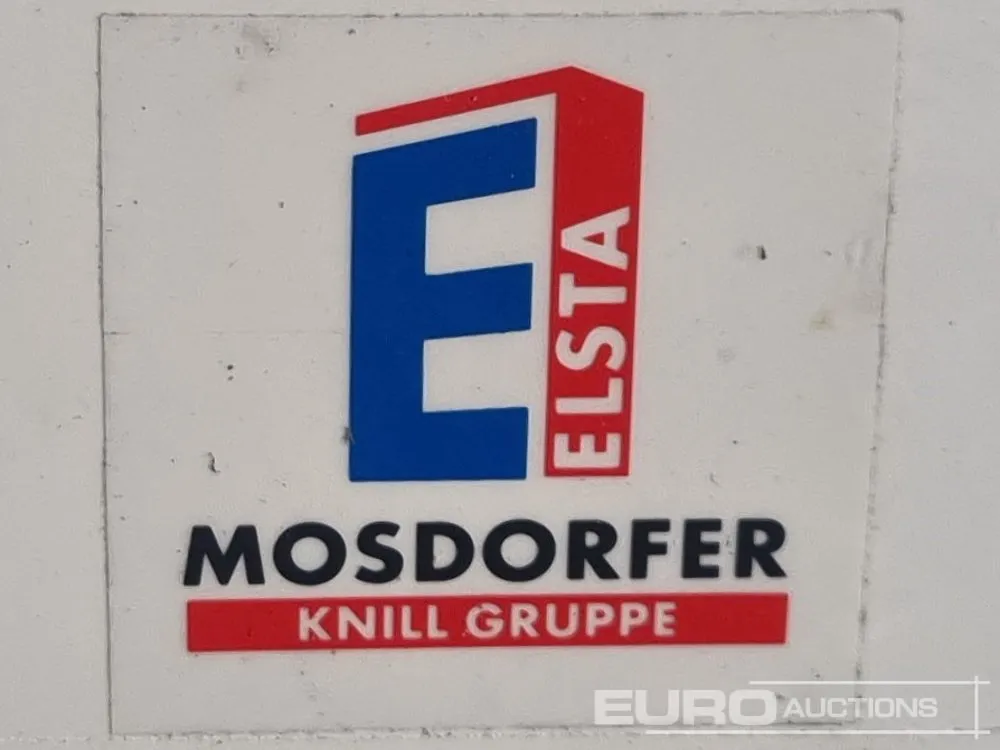 E
ELSTA
MOSDORFER
KNILL GRUPPE
EURO AUCTIONS